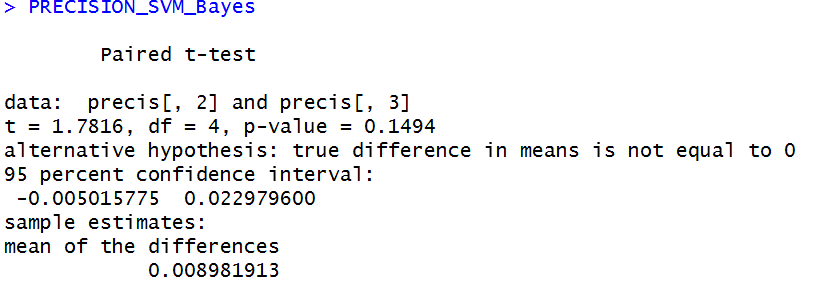 > PRECISION_SVM_Bayes
Paired t-test
data:  precis[, 2] and precis[, 3]
t = 1.7816, df = 4, p-value = 0.1494
alternative hypothesis: true difference in means is not equal to 0
95 percent confidence interval:
-0.005015775  0.022979600
sample estimates:
mean of the differences
0.008981913